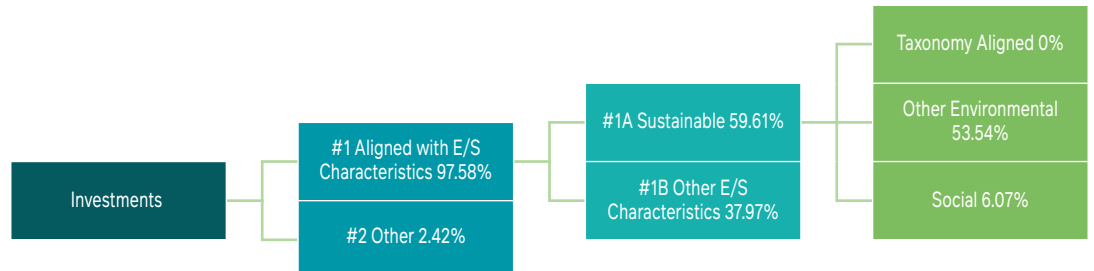 Investments
#1 Aligned with E/S
Characteristics 97.58%
#2 Other 2.42%
#1A Sustainable 59.61%
#1B Other E/S
Characteristics 37.97%
Taxonomy Aligned 0%
Other Environmental
53.54%
Social 6.07%